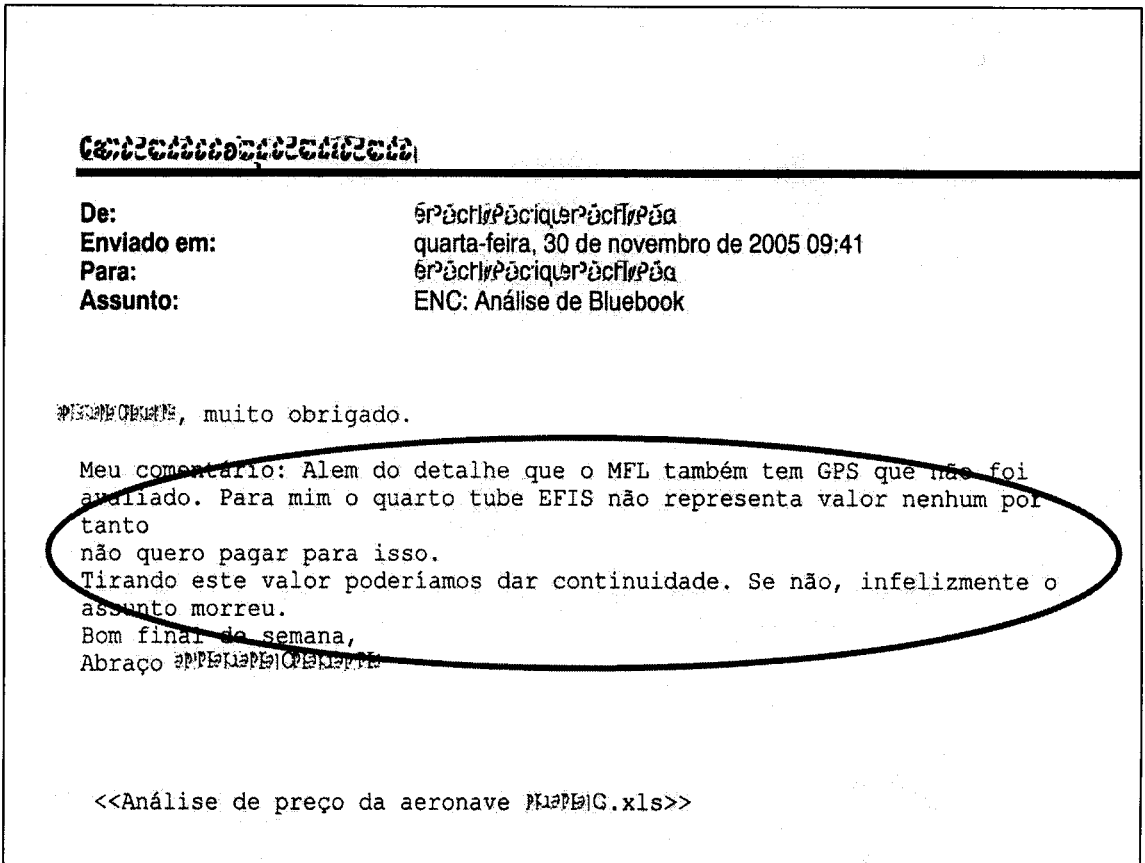 De:
Enviado em: quarta-feira, 30 de novembro de 2005 09:41
Para:
Assunto: ENC: Análise de Bluebook
, muito obrigado.
Meu comentário: Alem do detalhe que o MFL também tem GPS que não foi
avaliado. Para mim o quarto tube EFIS não representa valor nenhum por
tanto
não quero pagar para isso.
Tirando este valor poderíamos dar continuidade. Se não, infelizmente o
assunto morreu.
Bom final de semana,
Abraço
<<Análise de preço da aeronave .xls>>